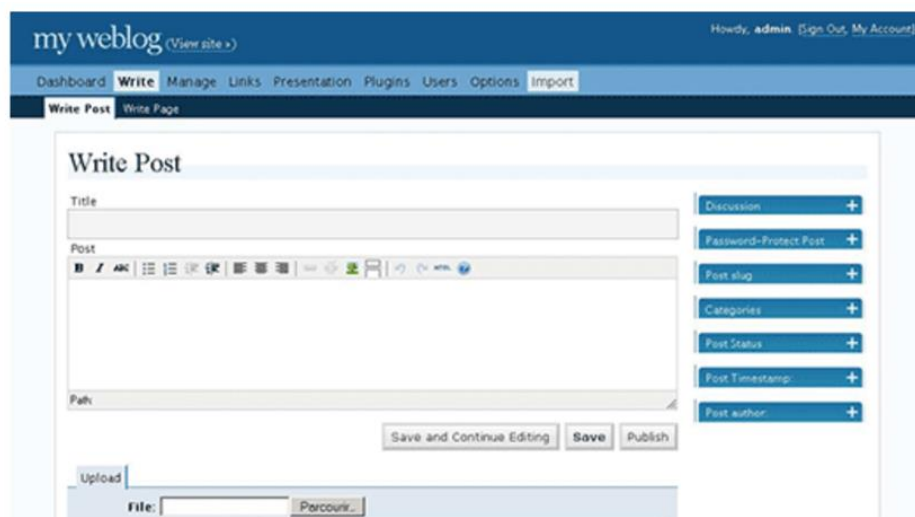 my weblog (View site »)
Howdy, admin. [Sign Out, My Account]
Dashboard Write Manage Links Presentation Plugins Users Options Import
Write Post Write Page
Write Post
Title
Post
B I ABC HTML
Path:
Save and Continue Editing Save Publish
Discussion +
Password-Protect Post +
Post slug +
Categories +
Post Status +
Post Timestamp: +
Post author: +
Upload
File: Parcourir...